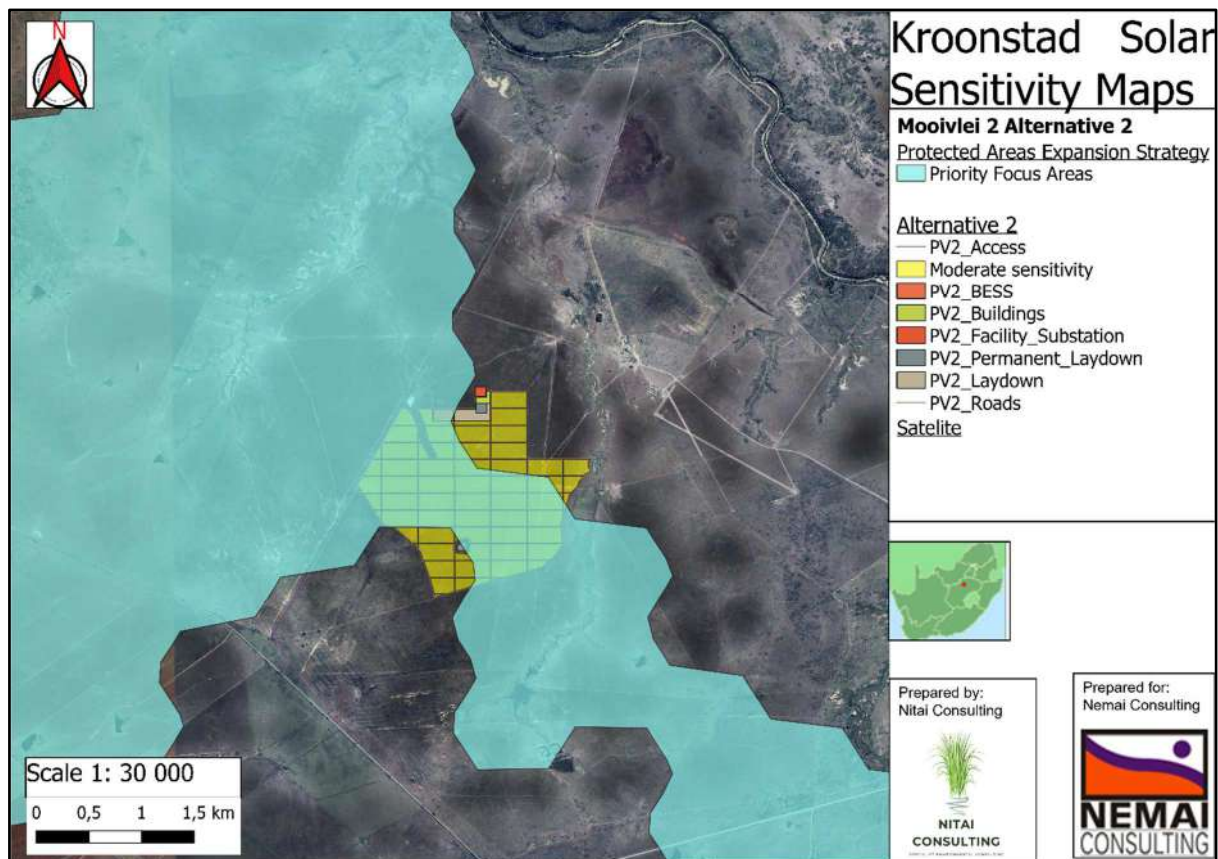 N
Kroonstad Solar
Sensitivity Maps
Mooivlei 2 Alternative 2
Protected Areas Expansion Strategy
Priority Focus Areas
Alternative 2
PV2_Access
Moderate sensitivity
PV2_BESS
PV2_Buildings
PV2_Facility_Substation
PV2_Permanent_Laydown
PV2_Laydown
PV2_Roads
Satelite
Scale 1: 30 000
0 0,5 1 1,5 km
Prepared by:
Nitai Consulting
NITAI
CONSULTING
Prepared for:
Nemai Consulting
NEMAI
CONSULTING